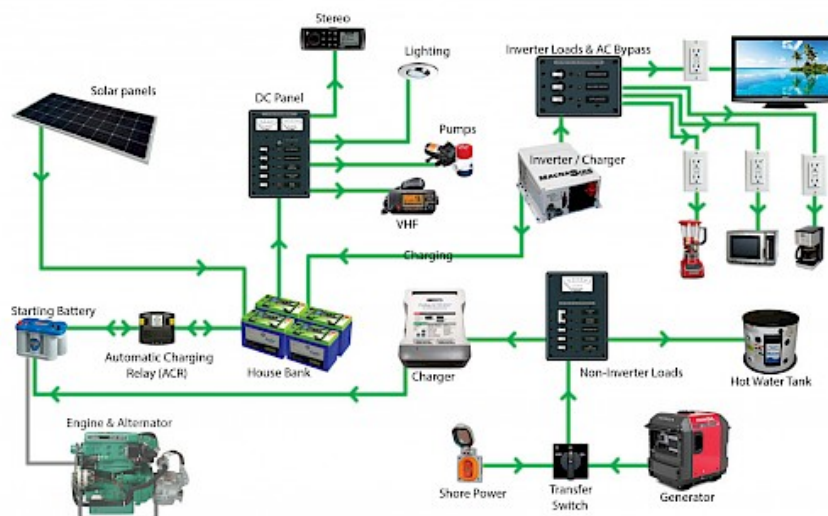 Stereo
Lighting
Inverter Loads & AC Bypass
Solar panels
DC Panel
Pumps
Inverter / Charger
VHF
Charging
Starting Battery
Automatic Charging
Relay (ACR)
House Bank
Charger
Non-Inverter Loads
Hot Water Tank
Engine & Alternator
Shore Power
Transfer
Switch
Generator